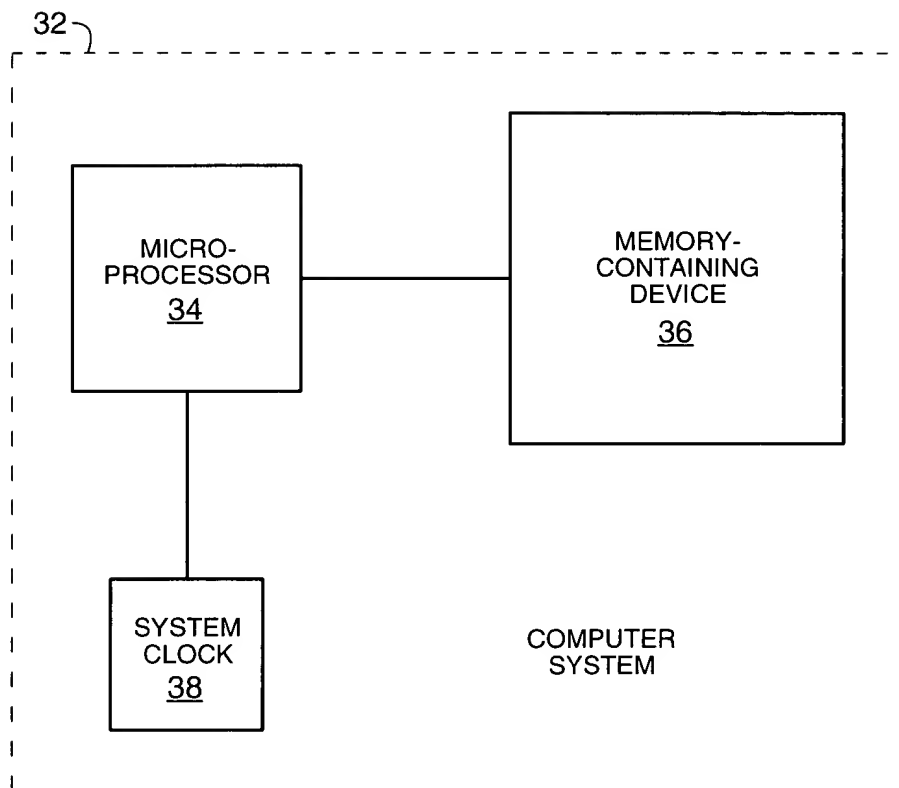 32
MICRO-
PROCESSOR
34
MEMORY-
CONTAINING
DEVICE
36
SYSTEM
CLOCK
38
COMPUTER
SYSTEM